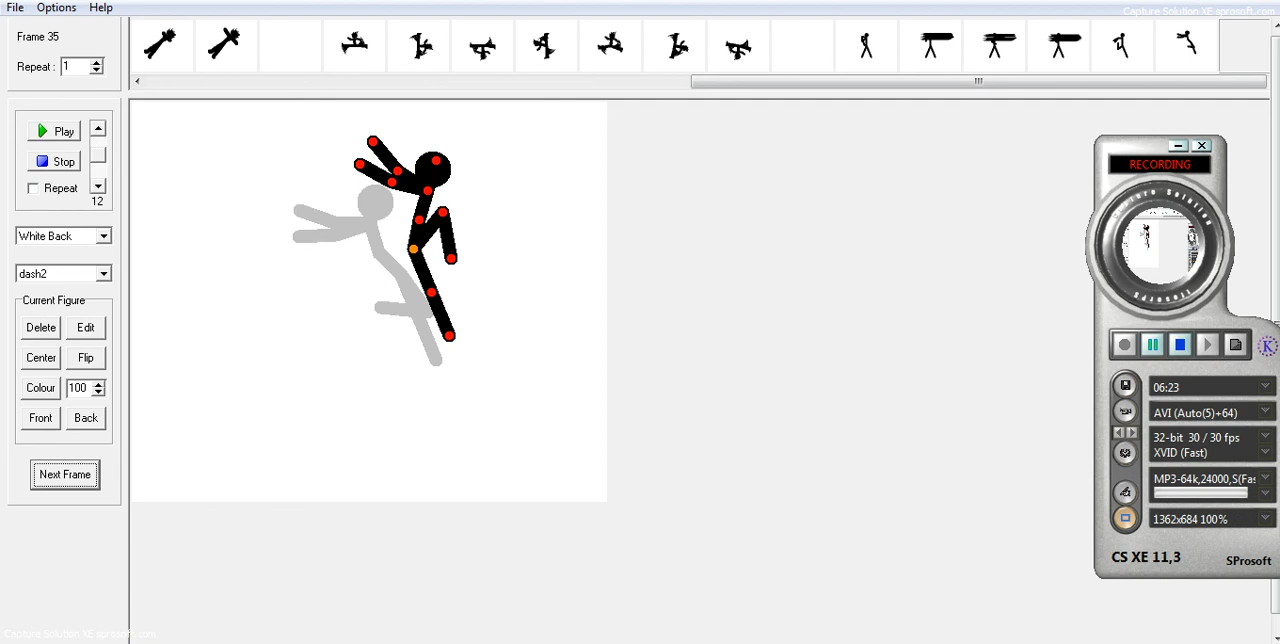 File Options Help
Capture Solution XE sprosoft.com
Frame 35
Repeat : 1
Play
Stop
Repeat
12
White Back
dash2
Current Figure
Delete Edit
Center Flip
Colour 100
Front Back
Next Frame
RECORDING
Capture Solution
K
06:23
AVI (Auto(5)+64)
32-bit 30 / 30 fps
XVID (Fast)
MP3-64k,24000,S(Fas
1362x684 100%
CS XE 11,3
SProsoft
Capture Solution XE sprosoft.com